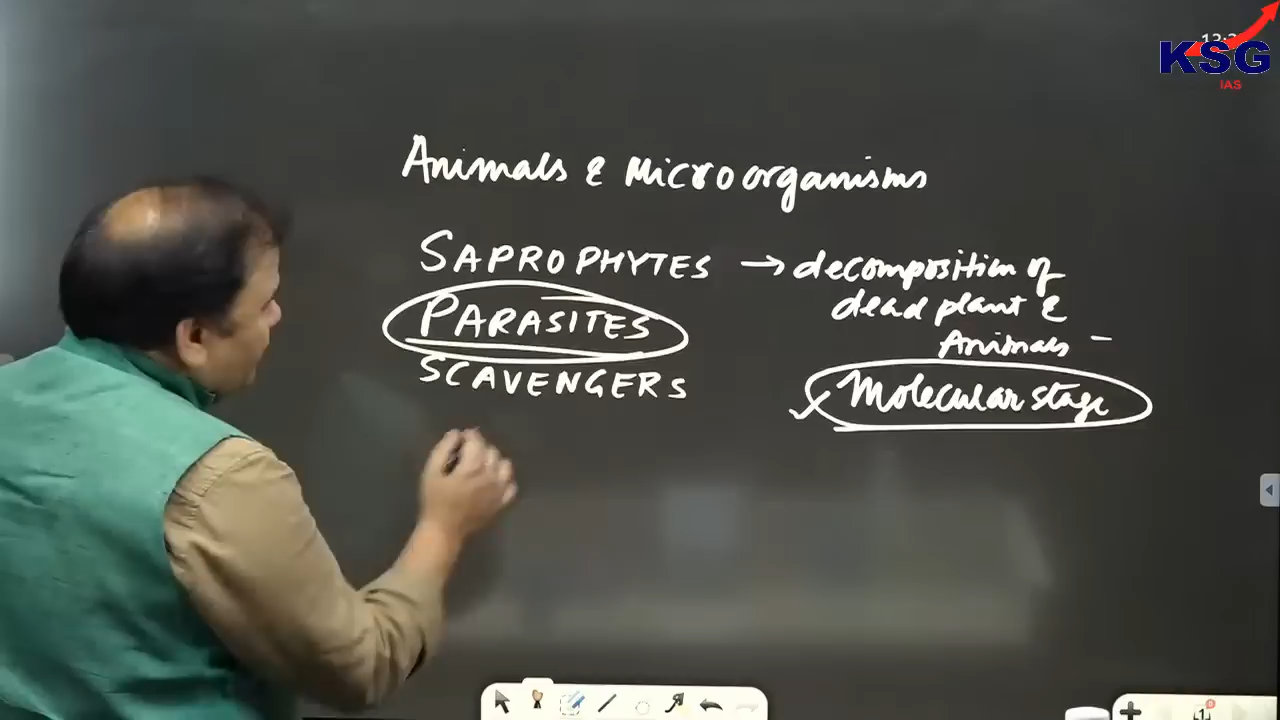 KSG
IAS
Animals & Microorganisms
SAPROPHYTES → decomposition of
dead plant &
Animals -
PARASITES
SCAVENGERS
Molecular stage